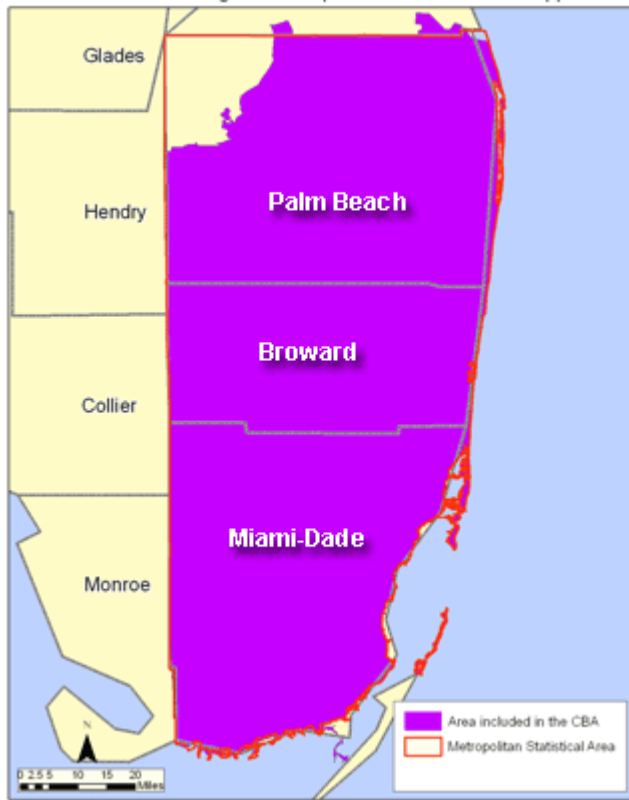 Glades
Hendry
Palm Beach
Broward
Collier
Miami-Dade
Monroe
N
0 2.5 5 10 15 20
Miles
Area included in the CBA
Metropolitan Statistical Area